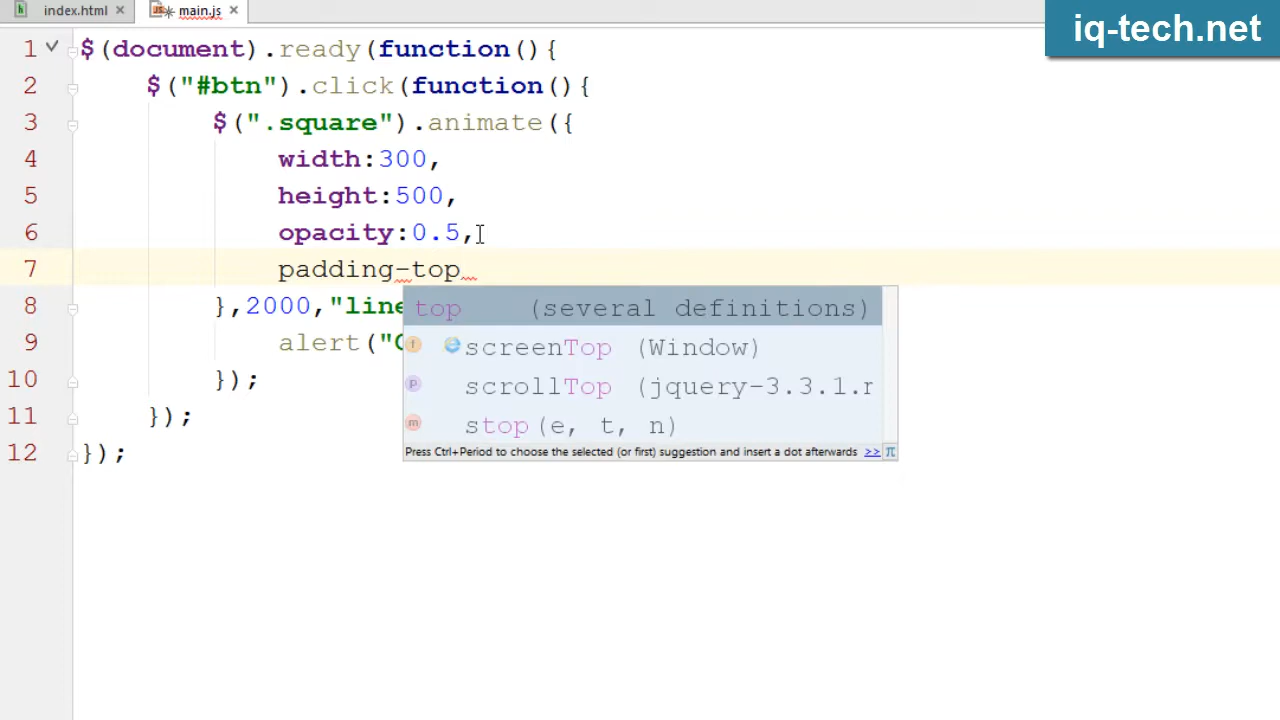 index.html
main.js
iq-tech.net
1 $(document).ready(function(){
2 $("#btn").click(function(){
3 $(".square").animate({
4 width:300,
5 height:500,
6 opacity:0.5,
7 padding-top
8 },2000,"line
9 alert("
10 });
11 });
12 });
top (several definitions)
screenTop (Window)
scrollTop (jquery-3.3.1.
stop(e, t, n)
Press Ctrl+Period to choose the selected (or first) suggestion and insert a dot afterwards >> π